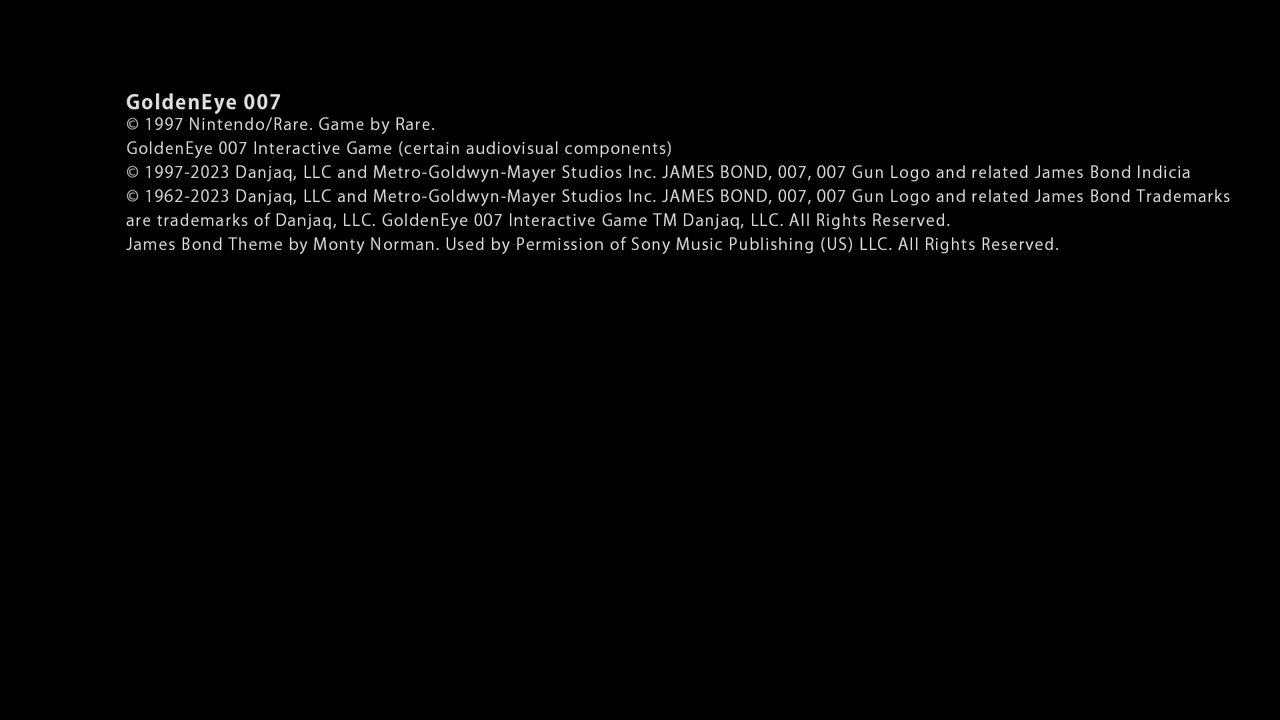 GoldenEye 007
© 1997 Nintendo/Rare. Game by Rare.
GoldenEye 007 Interactive Game (certain audiovisual components)
© 1997-2023 Danjaq, LLC and Metro-Goldwyn-Mayer Studios Inc. JAMES BOND, 007, 007 Gun Logo and related James Bond Indicia
© 1962-2023 Danjaq, LLC and Metro-Goldwyn-Mayer Studios Inc. JAMES BOND, 007, 007 Gun Logo and related James Bond Trademarks
are trademarks of Danjaq, LLC. GoldenEye 007 Interactive Game TM Danjaq, LLC. All Rights Reserved.
James Bond Theme by Monty Norman. Used by Permission of Sony Music Publishing (US) LLC. All Rights Reserved.